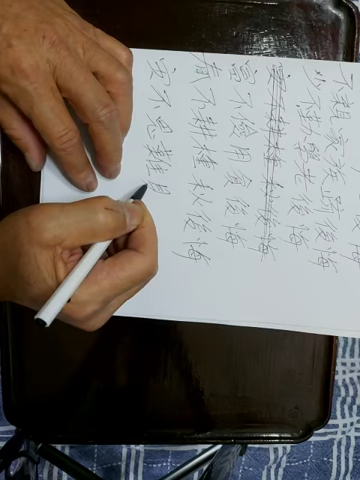 不親家族疏後悔
少不勤學老後悔
富不儉用貧後悔
春不耕種秋後悔
安不思難